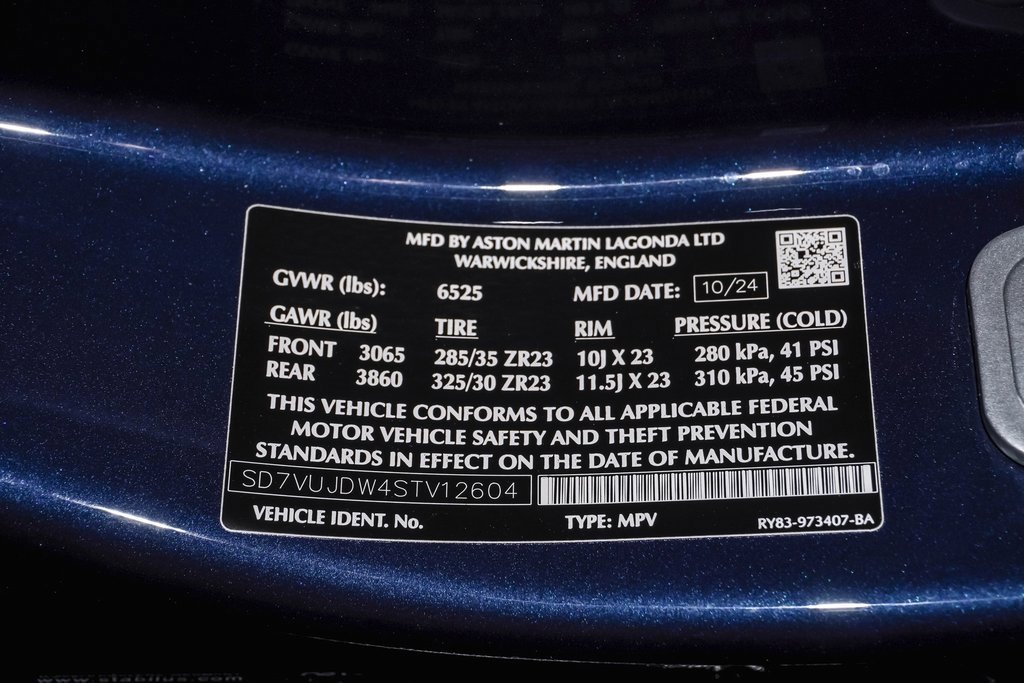 MFD BY ASTON MARTIN LAGONDA LTD
WARWICKSHIRE, ENGLAND
GVWR (lbs): 6525 MFD DATE: 10/24
GAWR (lbs) TIRE RIM PRESSURE (COLD)
FRONT 3065 285/35 ZR23 10J X 23 280 kPa, 41 PSI
REAR 3860 325/30 ZR23 11.5J X 23 310 kPa, 45 PSI
THIS VEHICLE CONFORMS TO ALL APPLICABLE FEDERAL
MOTOR VEHICLE SAFETY AND THEFT PREVENTION
STANDARDS IN EFFECT ON THE DATE OF MANUFACTURE.
SD7VUJDW4STV12604
VEHICLE IDENT. No. TYPE: MPV RY83-973407-BA
www.stabilus.com